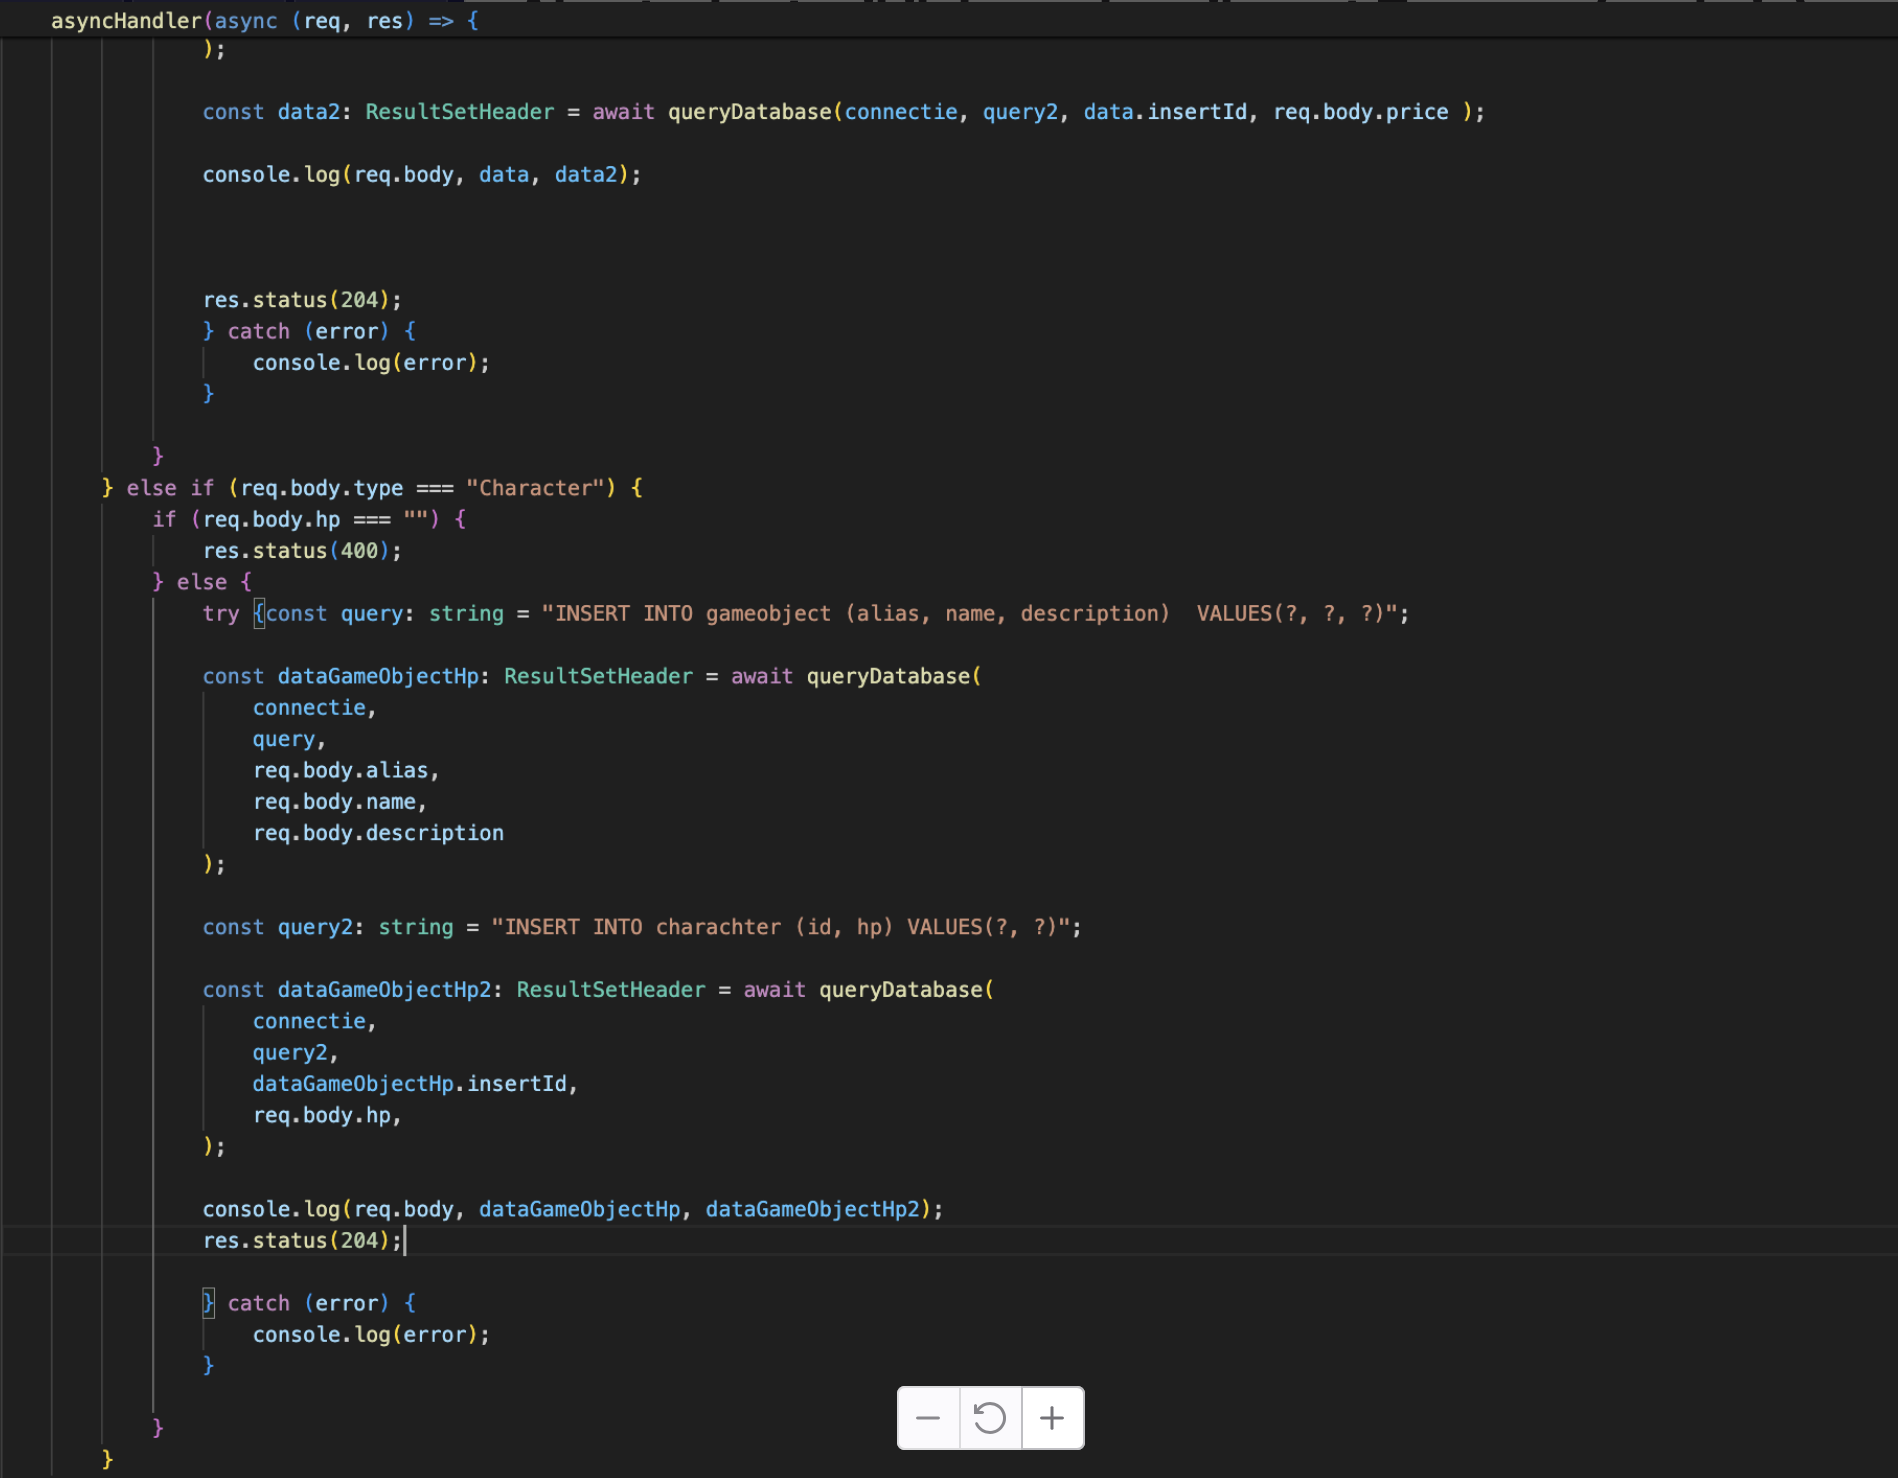 asyncHandler(async (req, res) => {
);
const data2: ResultSetHeader = await queryDatabase(connectie, query2, data.insertId, req.body.price );
console.log(req.body, data, data2);
res.status(204);
} catch (error) {
console.log(error);
}
}
} else if (req.body.type === "Character") {
if (req.body.hp === "") {
res.status(400);
} else {
try {const query: string = "INSERT INTO gameobject (alias, name, description)  VALUES(?, ?, ?)";
const dataGameObjectHp: ResultSetHeader = await queryDatabase(
connectie,
query,
req.body.alias,
req.body.name,
req.body.description
);
const query2: string = "INSERT INTO charachter (id, hp) VALUES(?, ?)";
const dataGameObjectHp2: ResultSetHeader = await queryDatabase(
connectie,
query2,
dataGameObjectHp.insertId,
req.body.hp,
);
console.log(req.body, dataGameObjectHp, dataGameObjectHp2);
res.status(204);
} catch (error) {
console.log(error);
}
}
}